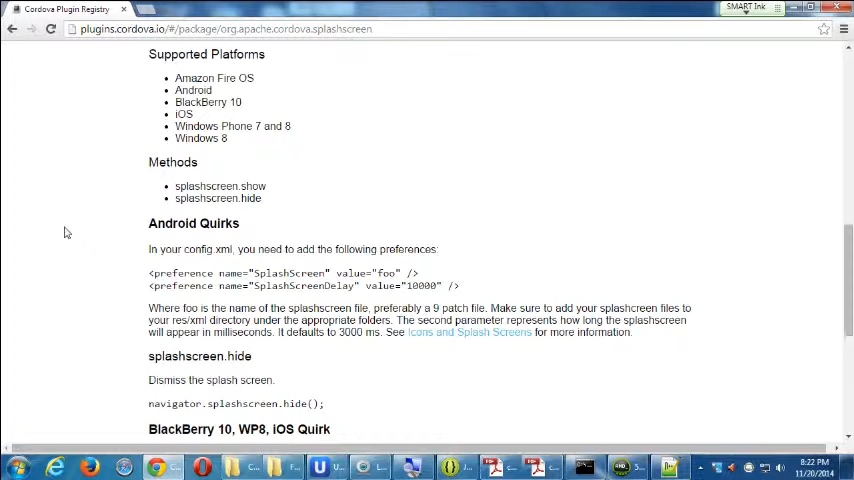 Cordova Plugin Registry
SMART Ink
plugins.cordova.io/#/package/org.apache.cordova.splashscreen
Supported Platforms
Amazon Fire OS
Android
BlackBerry 10
iOS
Windows Phone 7 and 8
Windows 8
Methods
splashscreen.show
splashscreen.hide
Android Quirks
In your config.xml, you need to add the following preferences:
<preference name="SplashScreen" value="foo" />
<preference name="SplashScreenDelay" value="10000" />
Where foo is the name of the splashscreen file, preferably a 9 patch file. Make sure to add your splashcreen files to
your res/xml directory under the appropriate folders. The second parameter represents how long the splashscreen
will appear in milliseconds. It defaults to 3000 ms. See Icons and Splash Screens for more information.
splashscreen.hide
Dismiss the splash screen.
navigator.splashscreen.hide();
BlackBerry 10, WP8, iOS Quirk
8:22 PM
11/20/2014